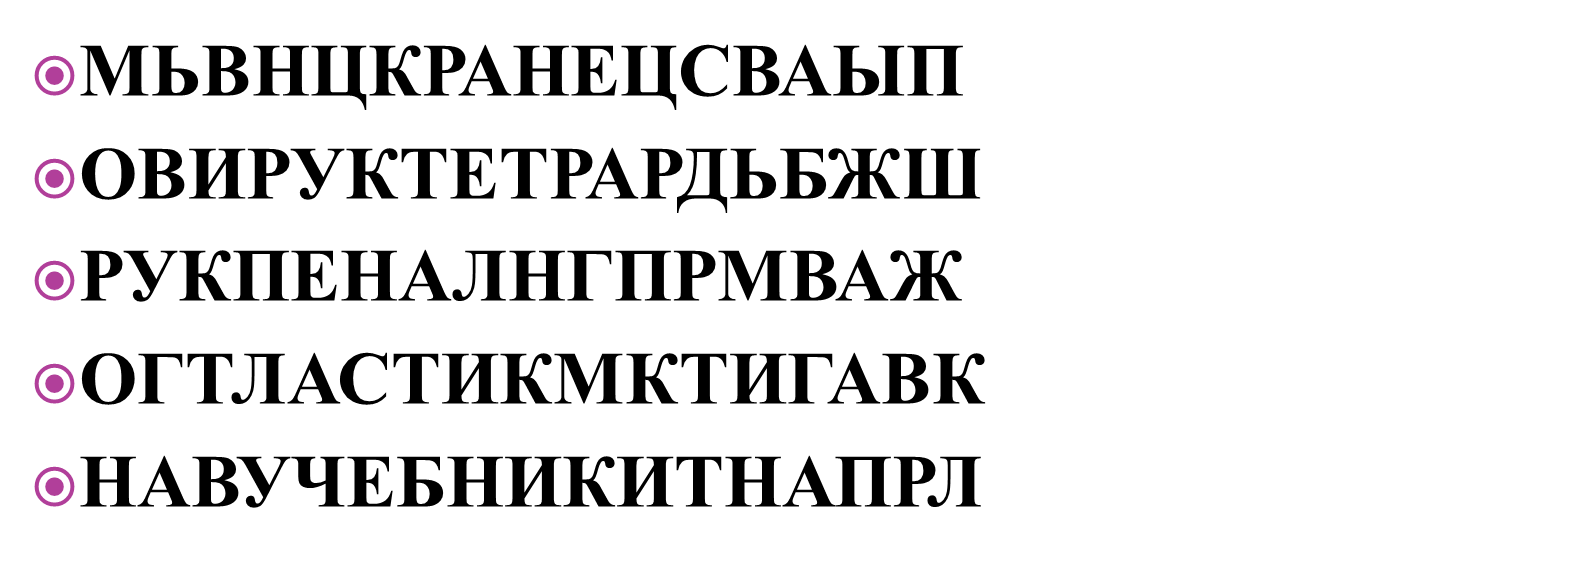 МЬВНЦКРАНЕЦСВАЫП
ОВИРУКТЕТРАРДЬБЖШ
РУКПЕНАЛНГПРМВАЖ
ОГТЛАСТИКМКТИГАВК
НАВУЧЕБНИКИТНАПРЛ